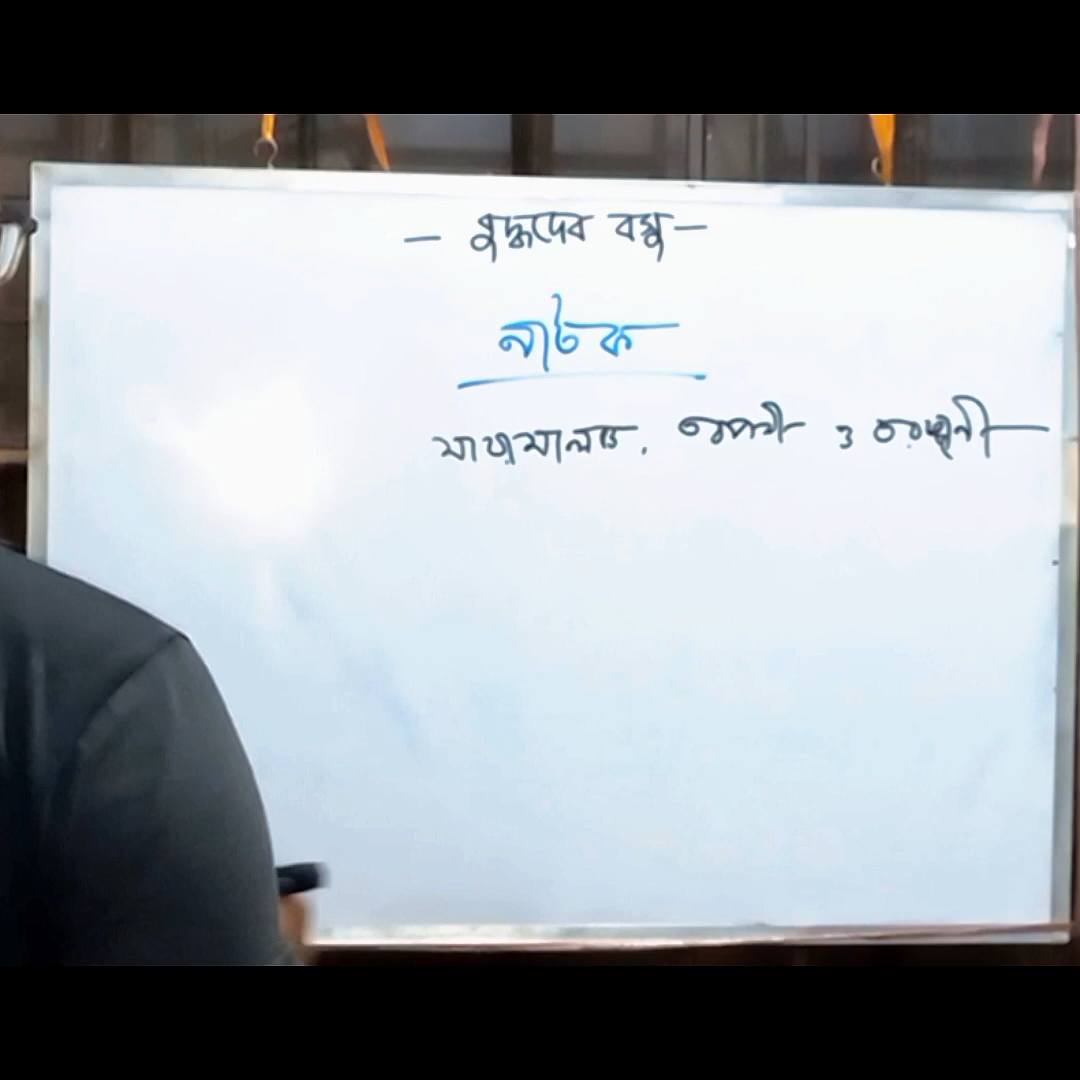 — বুদ্ধদেব বসু —
নাটক
মায়ামালঞ্চ, তপস্বী ও তরঙ্গিণী